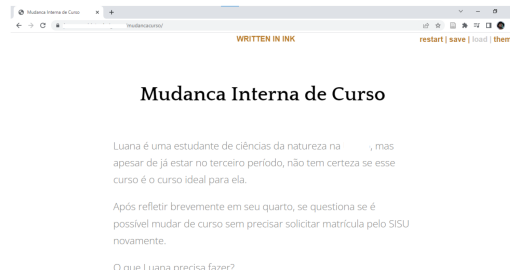 Mudanca Interna de Curso
/mudancacurso/
WRITTEN IN INK
restart | save | load | them
Mudanca Interna de Curso
Luana é uma estudante de ciências da natureza na , mas
apesar de já estar no terceiro período, não tem certeza se esse
curso é o curso ideal para ela.
Após refletir brevemente em seu quarto, se questiona se é
possível mudar de curso sem precisar solicitar matrícula pelo SISU
novamente.
O que Luana precisa fazer?